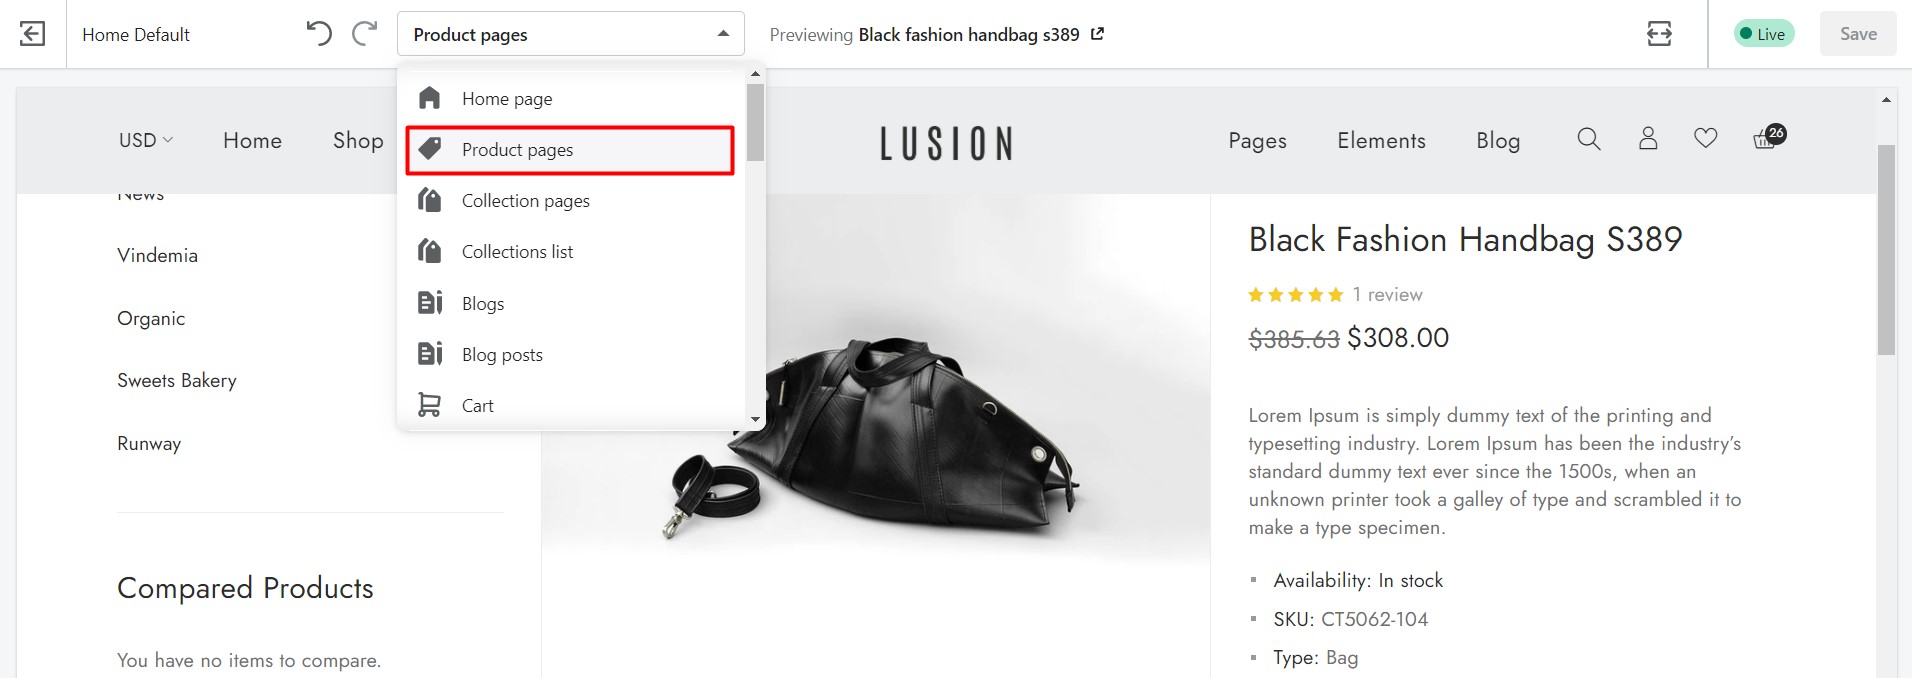 Home Default
Product pages
Previewing Black fashion handbag s389
Live
Save
Home page
Product pages
Collection pages
Collections list
Blogs
Blog posts
Cart
USD
Home
Shop
LUSION
Pages
Elements
Blog
26
News
Vindemia
Organic
Sweets Bakery
Runway
Compared Products
You have no items to compare.
Black Fashion Handbag S389
1 review
$385.63 $308.00
Lorem Ipsum is simply dummy text of the printing and
typesetting industry. Lorem Ipsum has been the industry's
standard dummy text ever since the 1500s, when an
unknown printer took a galley of type and scrambled it to
make a type specimen.
Availability: In stock
SKU: CT5062-104
Type: Bag